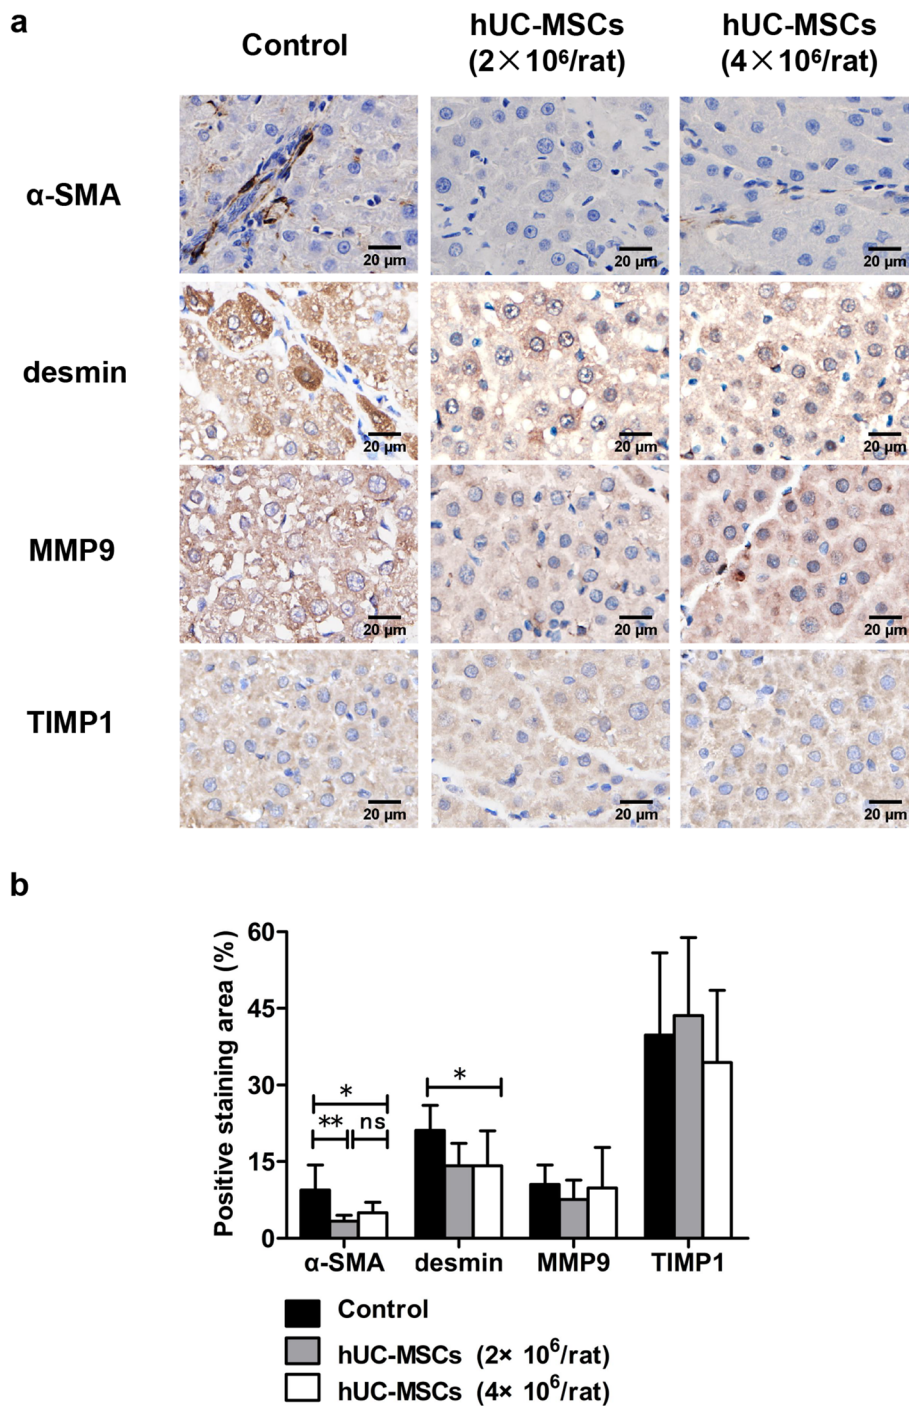 a
Control
hUC-MSCs
(2×10⁶/rat)
hUC-MSCs
(4×10⁶/rat)
α-SMA
20 μm
20 μm
20 μm
desmin
20 μm
20 μm
20 μm
MMP9
20 μm
20 μm
20 μm
TIMP1
20 μm
20 μm
20 μm
b
Positive staining area (%)
60
45
30
15
0
*
**
ns
*
α-SMA
desmin
MMP9
TIMP1
Control
hUC-MSCs (2× 10⁶/rat)
hUC-MSCs (4× 10⁶/rat)